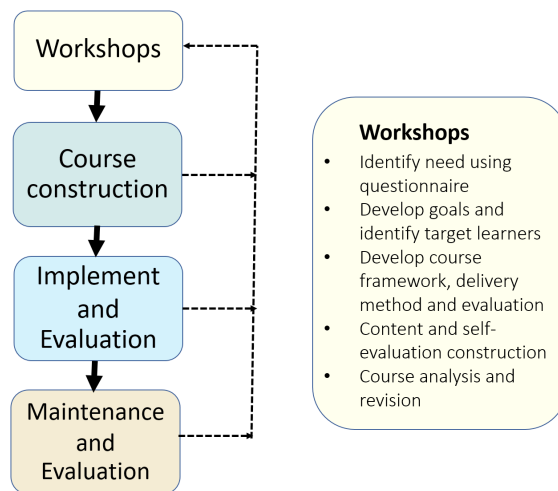 Workshops
Course
construction
Implement
and
Evaluation
Maintenance
and
Evaluation
Workshops
• Identify need using
questionnaire
• Develop goals and
identify target learners
• Develop course
framework, delivery
method and evaluation
• Content and self-
evaluation construction
• Course analysis and
revision